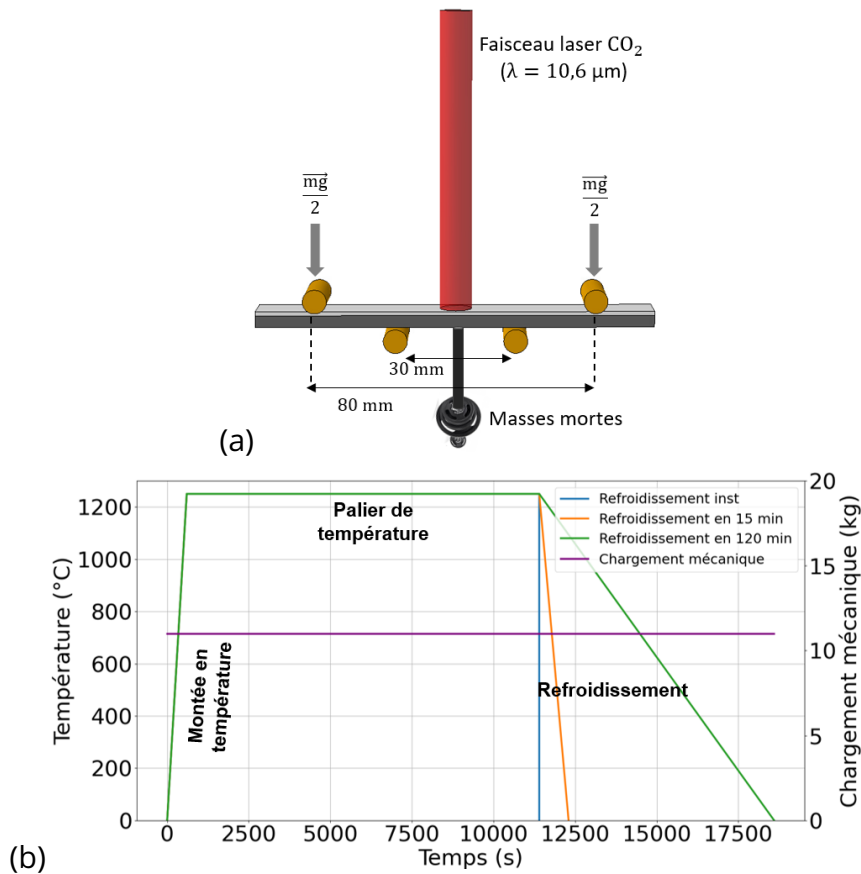 Faisceau laser CO₂
(λ = 10,6 μm)
mg
2
mg
2
30 mm
80 mm
Masses mortes
(a)
Température (°C)
1200
1000
800
600
400
200
0
Palier de
température
Montée en
température
Refroidissement
Refroidissement inst
Refroidissement en 15 min
Refroidissement en 120 min
Chargement mécanique
20
15
10
5
0
Chargement mécanique (kg)
0
2500
5000
7500
10000
12500
15000
17500
Temps (s)
(b)